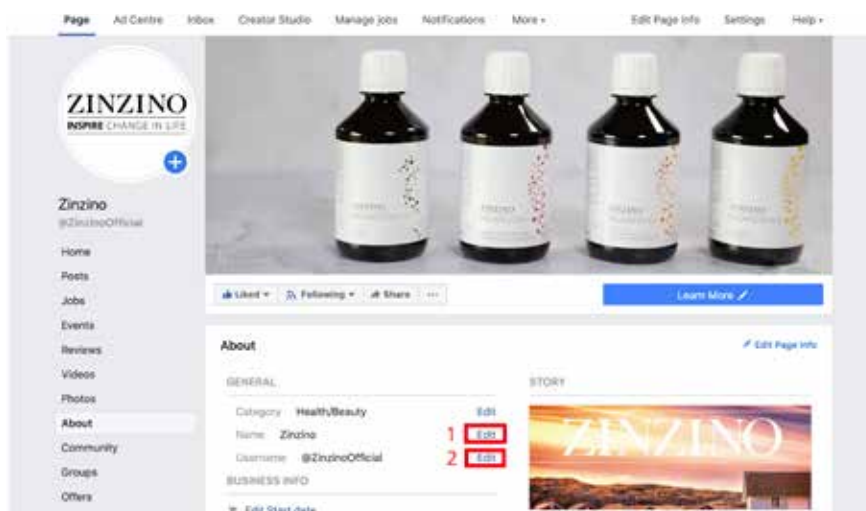 Page Ad Centre Inbox Creator Studio Manage jobs Notifications More Edit Page Info Settings Help
ZINZINO
INSPIRE CHANGE IN LIFE
Zinzino
@ZinzinoOfficial
Home
Posts
Jobs
Events
Reviews
Videos
Photos
About
Community
Groups
Offers
Liked Following Share ...
Learn More
About
Edit Page Info
GENERAL
Category Health/Beauty Edit
Name Zinzino 1 Edit
Username @ZinzinoOfficial 2 Edit
BUSINESS INFO
Edit Start date
STORY
ZINZINO